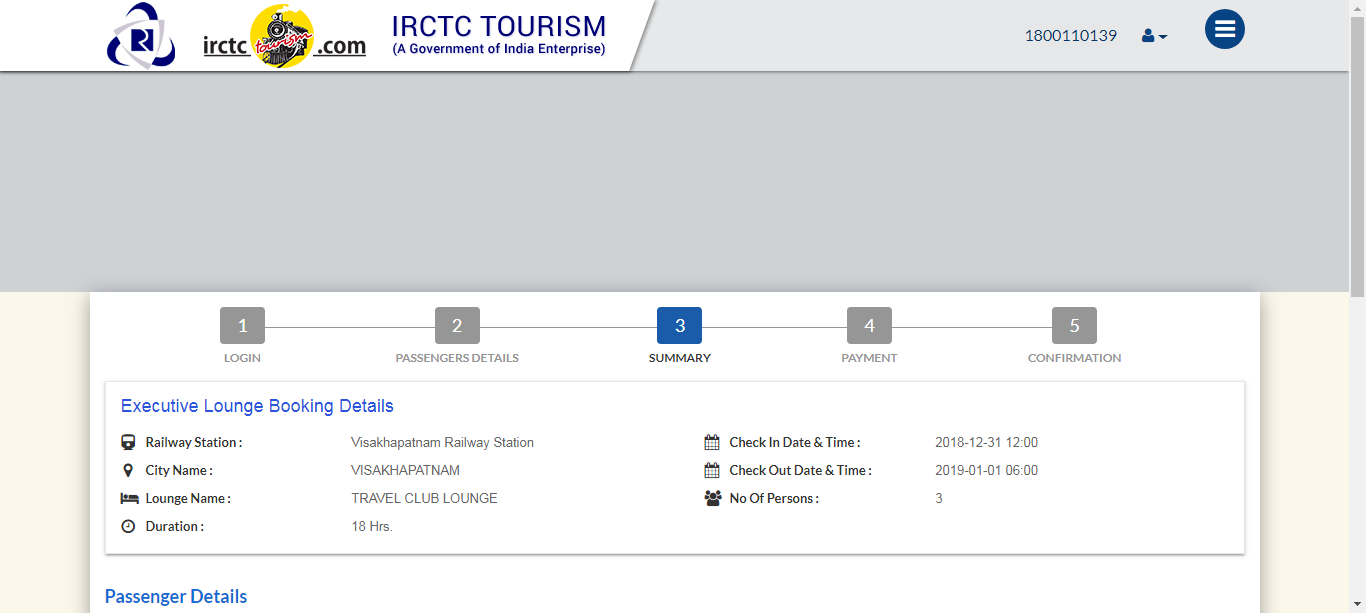 irctc tourism .com
IRCTC TOURISM
(A Government of India Enterprise)
1800110139
1 2 3 4 5
LOGIN PASSENGERS DETAILS SUMMARY PAYMENT CONFIRMATION
Executive Lounge Booking Details
Railway Station : Visakhapatnam Railway Station Check In Date & Time : 2018-12-31 12:00
City Name : VISAKHAPATNAM Check Out Date & Time : 2019-01-01 06:00
Lounge Name : TRAVEL CLUB LOUNGE No Of Persons : 3
Duration : 18 Hrs.
Passenger Details